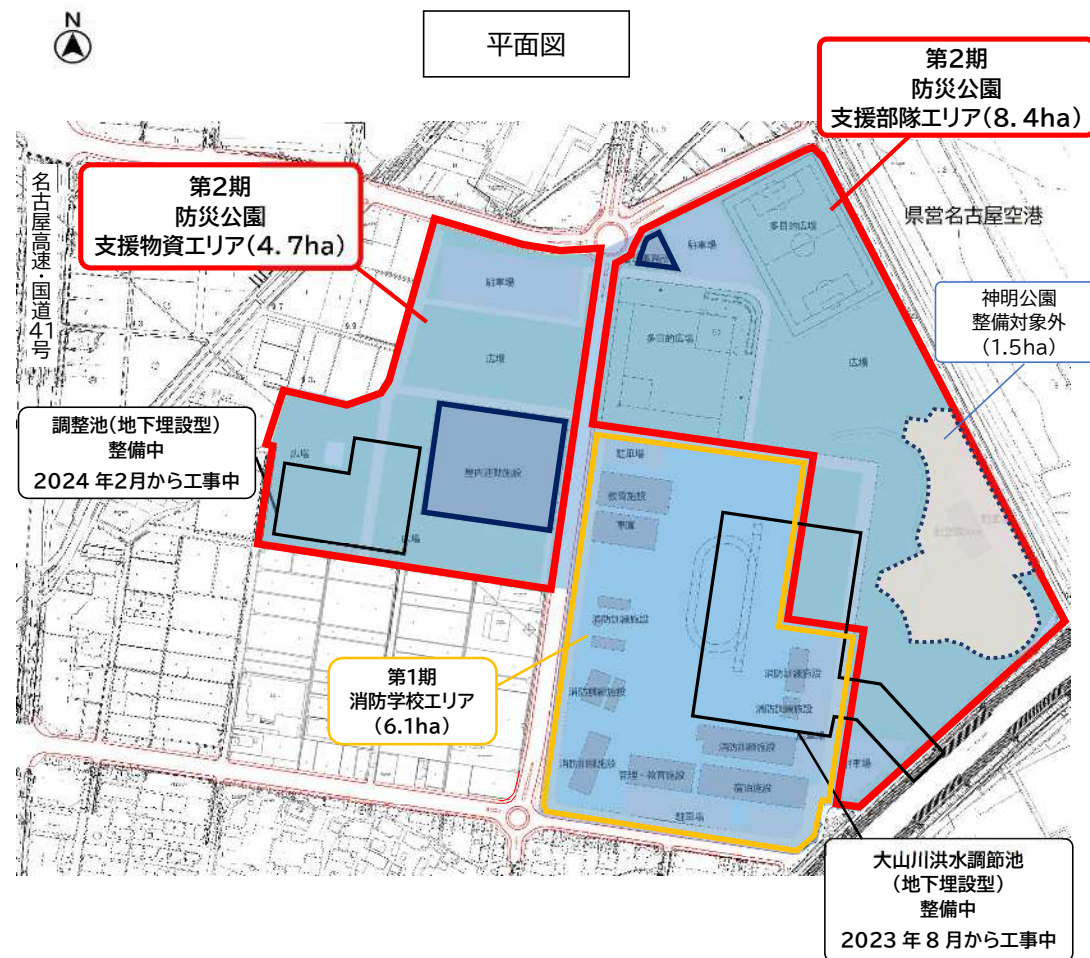 N
平面図
第2期
防災公園
支援部隊エリア(8.4ha)
第2期
防災公園
支援物資エリア(4.7ha)
名古屋高速・国道41号
県営名古屋空港
神明公園
整備対象外
(1.5ha)
多目的広場
駐車場
駐車場
多目的広場
広場
広場
調整池(地下埋設型)
整備中
2024年2月から工事中
広場
屋内運動施設
広場
駐車場
教育施設
車庫
消防訓練施設
消防訓練施設
消防訓練施設
消防訓練施設
消防訓練施設
消防訓練施設
管理・教育施設
宿泊施設
駐車場
駐車場
第1期
消防学校エリア
(6.1ha)
大山川洪水調節池
(地下埋設型)
整備中
2023年8月から工事中